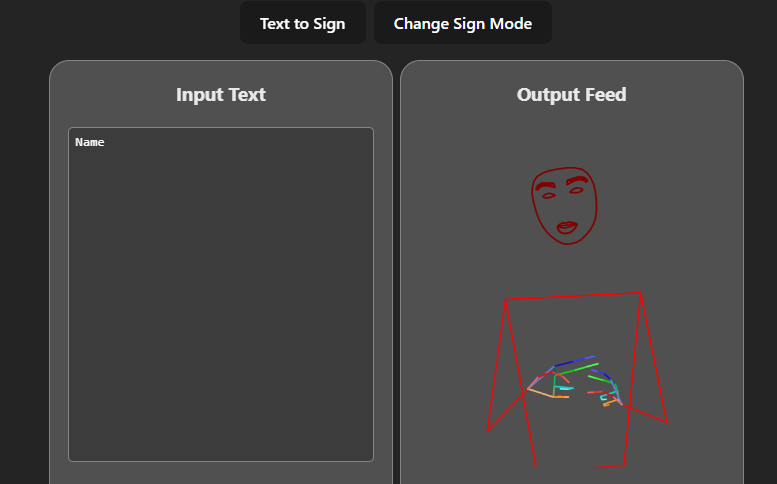 Text to Sign
Change Sign Mode
Input Text
Name
Output Feed